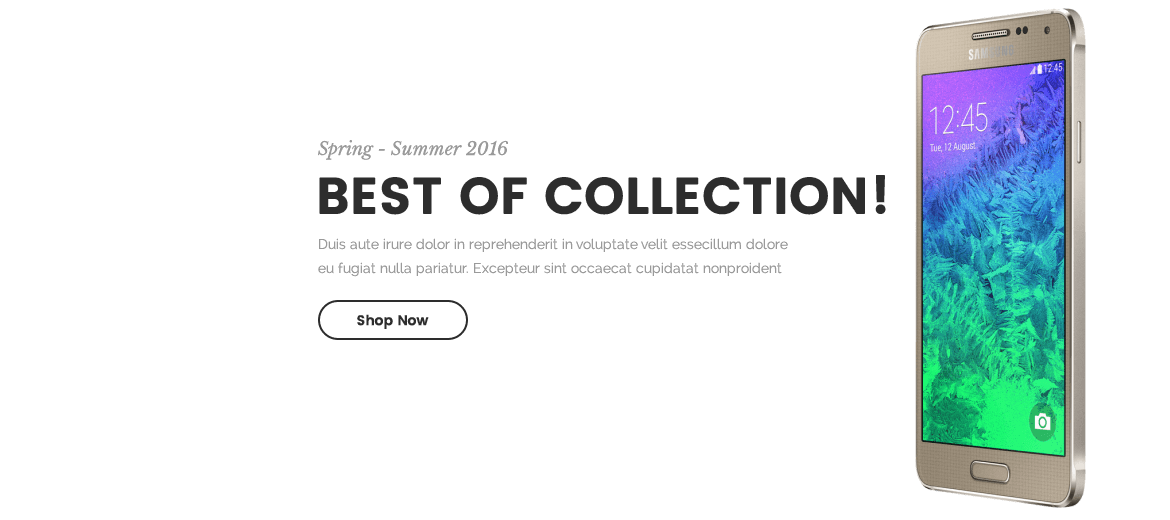 Spring - Summer 2016
BEST OF COLLECTION!
Duis aute irure dolor in reprehenderit in voluptate velit essecillum dolore
eu fugiat nulla pariatur. Excepteur sint occaecat cupidatat nonproident
Shop Now
SAMSUNG
12:45
12:45
Tue, 12 August